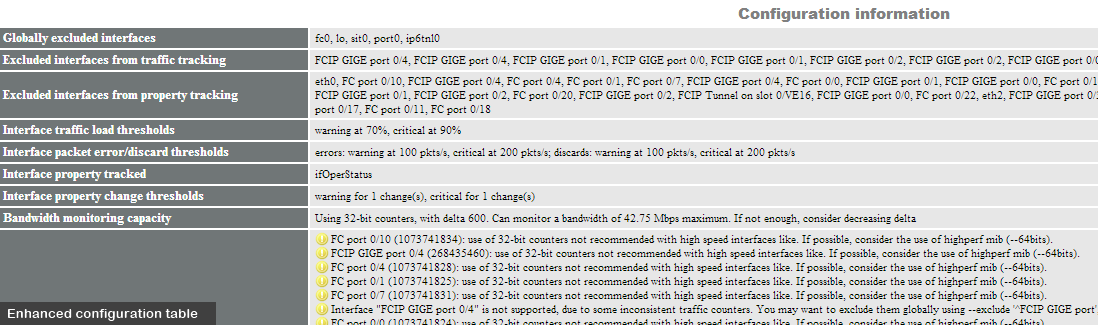 Configuration information
Globally excluded interfaces fc0, lo, sit0, port0, ip6tnl0
Excluded interfaces from traffic tracking FCIP GIGE port 0/4, FCIP GIGE port 0/4, FCIP GIGE port 0/1, FCIP GIGE port 0/0, FCIP GIGE port 0/1, FCIP GIGE port 0/2, FCIP GIGE port 0/2, FCIP GIGE port 0/0
eth0, FC port 0/10, FCIP GIGE port 0/4, FC port 0/4, FC port 0/1, FC port 0/7, FCIP GIGE port 0/4, FC port 0/0, FCIP GIGE port 0/1, FCIP GIGE port 0/0, FC port 0/1
Excluded interfaces from property tracking FCIP GIGE port 0/1, FCIP GIGE port 0/2, FC port 0/20, FCIP GIGE port 0/2, FCIP Tunnel on slot 0/VE16, FCIP GIGE port 0/0, FC port 0/22, eth2, FCIP GIGE port 0/
port 0/17, FC port 0/11, FC port 0/18
Interface traffic load thresholds warning at 70%, critical at 90%
Interface packet error/discard thresholds errors: warning at 100 pkts/s, critical at 200 pkts/s; discards: warning at 100 pkts/s, critical at 200 pkts/s
Interface property tracked ifOperStatus
Interface property change thresholds warning for 1 change(s), critical for 1 change(s)
Bandwidth monitoring capacity Using 32-bit counters, with delta 600. Can monitor a bandwidth of 42.75 Mbps maximum. If not enough, consider decreasing delta
FC port 0/10 (1073741834): use of 32-bit counters not recommended with high speed interfaces like. If possible, consider the use of highperf mib (--64bits).
FCIP GIGE port 0/4 (268435460): use of 32-bit counters not recommended with high speed interfaces like. If possible, consider the use of highperf mib (--64bits).
FC port 0/4 (1073741828): use of 32-bit counters not recommended with high speed interfaces like. If possible, consider the use of highperf mib (--64bits).
FC port 0/1 (1073741825): use of 32-bit counters not recommended with high speed interfaces like. If possible, consider the use of highperf mib (--64bits).
FC port 0/7 (1073741831): use of 32-bit counters not recommended with high speed interfaces like. If possible, consider the use of highperf mib (--64bits).
Interface "FCIP GIGE port 0/4" is not supported, due to some inconsistent traffic counters. You may want to exclude them globally using --exclude '^FCIP GIGE port
FC port 0/0 (1073741824): use of 32-bit counters not recommended with high speed interfaces like. If possible, consider the use of highperf mib (--64bits).
Enhanced configuration table